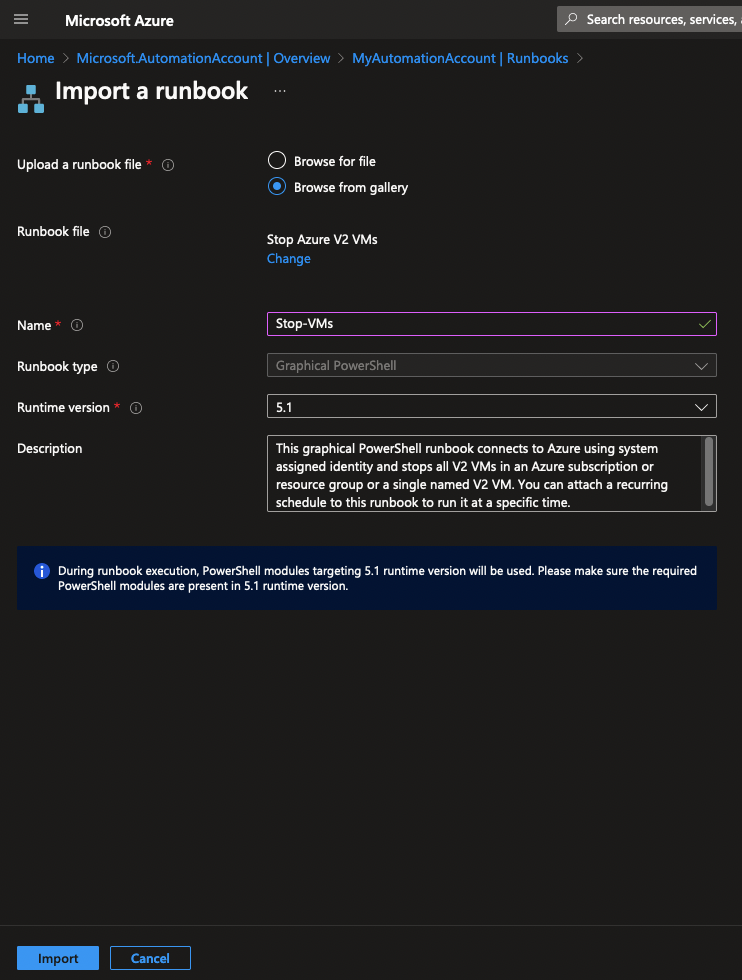 Microsoft Azure
Search resources, services,
Home > Microsoft.AutomationAccount | Overview > MyAutomationAccount | Runbooks >
Import a runbook ...
Upload a runbook file *
Browse for file
Browse from gallery
Runbook file
Stop Azure V2 VMs
Change
Name *
Stop-VMs
Runbook type
Graphical PowerShell
Runtime version *
5.1
Description
This graphical PowerShell runbook connects to Azure using system
assigned identity and stops all V2 VMs in an Azure subscription or
resource group or a single named V2 VM. You can attach a recurring
schedule to this runbook to run it at a specific time.
During runbook execution, PowerShell modules targeting 5.1 runtime version will be used. Please make sure the required
PowerShell modules are present in 5.1 runtime version.
Import
Cancel